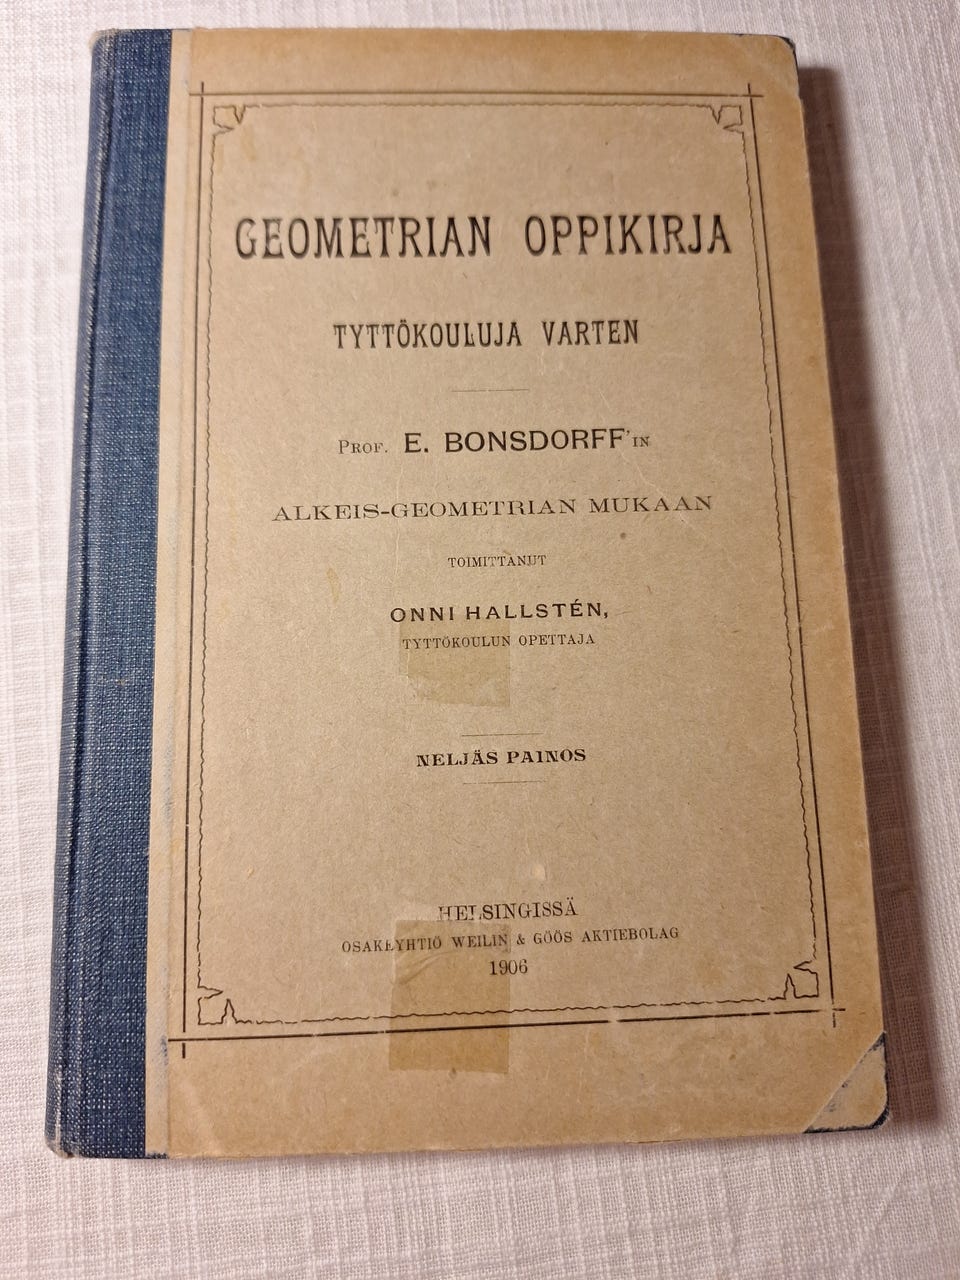 GEOMETRIAN OPPIKIRJA
TYTTÖKOULUJA VARTEN
PROF. E. BONSDORFF'IN
ALKEIS-GEOMETRIAN MUKAAN
TOIMITTANUT
ONNI HALLSTÉN,
TYTTÖKOULUN OPETTAJA
NELJÄS PAINOS
HELSINGISSÄ
OSAKEYHTIÖ WEILIN & GÖÖS AKTIEBOLAG
1906